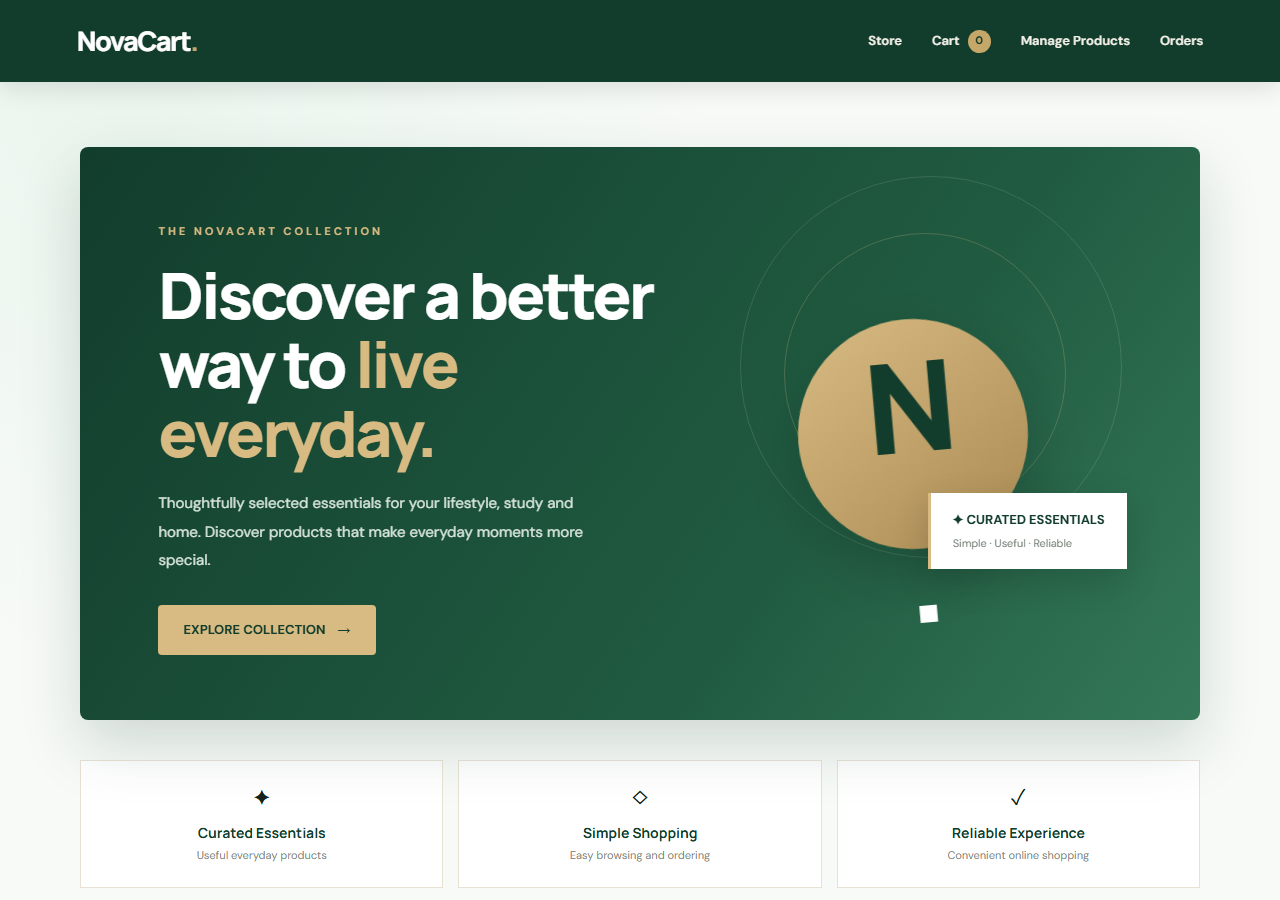 NovaCart.
Store
Cart 0
Manage Products
Orders
THE NOVACART COLLECTION
Discover a better
way to live
everyday.
Thoughtfully selected essentials for your lifestyle, study and
home. Discover products that make everyday moments more
special.
EXPLORE COLLECTION →
N
✦ CURATED ESSENTIALS
Simple · Useful · Reliable
✦
Curated Essentials
Useful everyday products
◇
Simple Shopping
Easy browsing and ordering
✓
Reliable Experience
Convenient online shopping